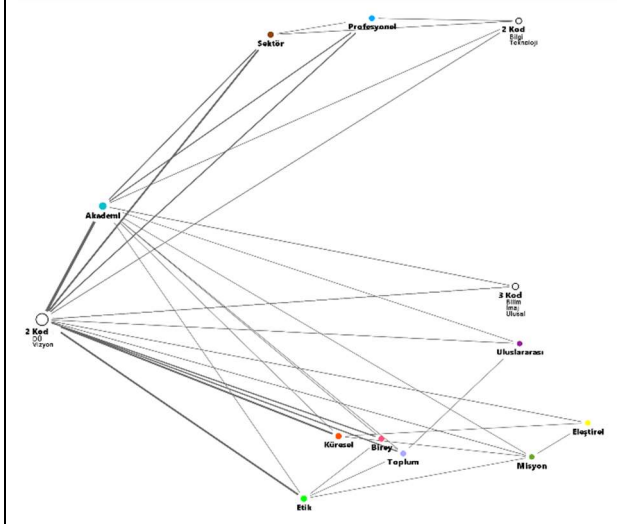 Profesyonel
2 Kod
Bilgi
Teknoloji
Sektör
Akademi
3 Kod
Bilim
İmaj
Ulusal
2 Kod
DÜ
Vizyon
Uluslararası
Eleştirel
Küresel
Birey
Toplum
Misyon
Etik